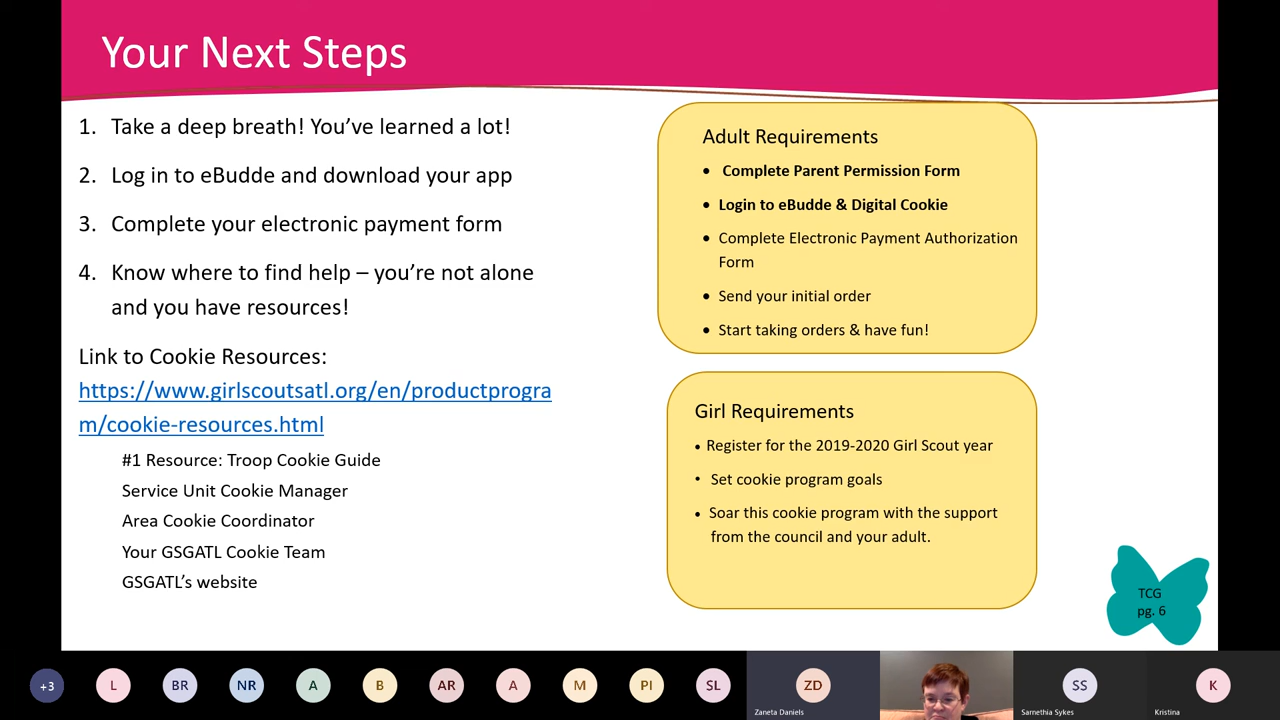 Your Next Steps
1. Take a deep breath! You’ve learned a lot!
2. Log in to eBudde and download your app
3. Complete your electronic payment form
4. Know where to find help – you’re not alone
and you have resources!
Link to Cookie Resources:
https://www.girlscoutsatl.org/en/productprogra
m/cookie-resources.html
#1 Resource: Troop Cookie Guide
Service Unit Cookie Manager
Area Cookie Coordinator
Your GSGATL Cookie Team
GSGATL’s website
Adult Requirements
• Complete Parent Permission Form
• Login to eBudde & Digital Cookie
• Complete Electronic Payment Authorization
Form
• Send your initial order
• Start taking orders & have fun!
Girl Requirements
• Register for the 2019-2020 Girl Scout year
• Set cookie program goals
• Soar this cookie program with the support
from the council and your adult.
TCG
pg. 6
+3 L BR NR A B AR A M PI SL ZD SS K
Zaneta Daniels Sarnethia Sykes Kristina